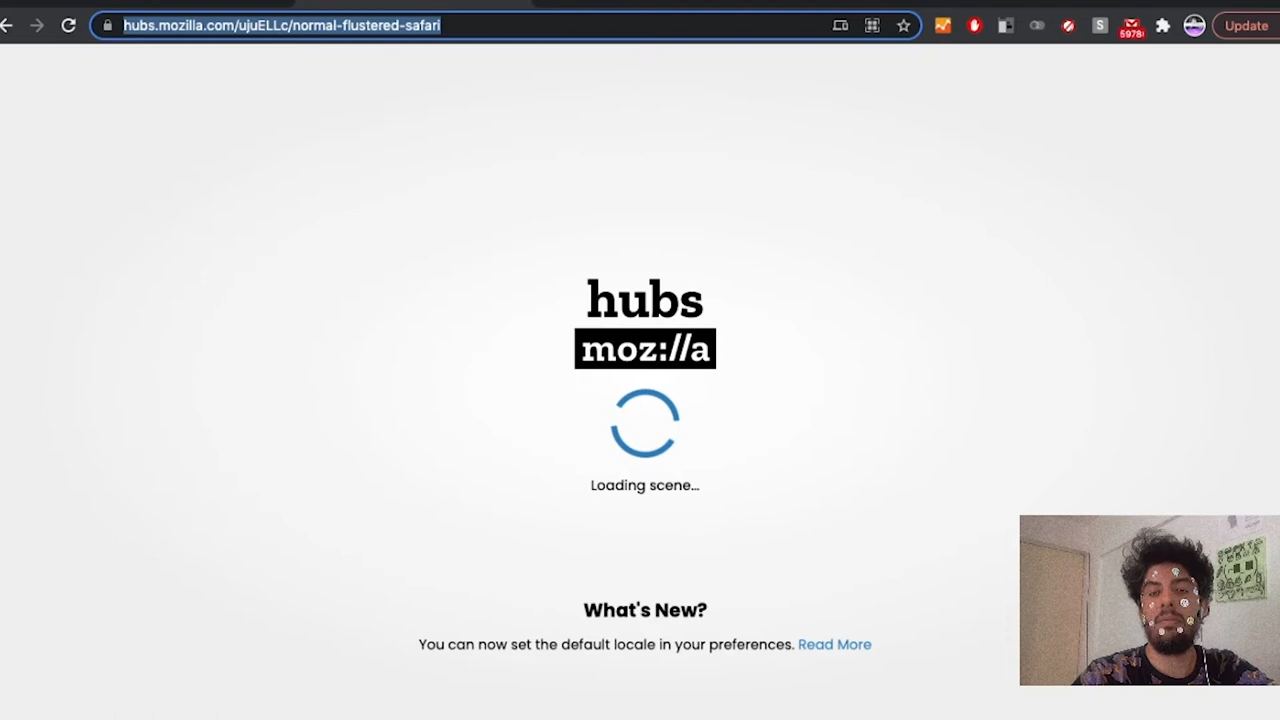 hubs.mozilla.com/ujuELLc/normal-flustered-safari
S
5978
Update
hubs
moz://a
Loading scene...
What's New?
You can now set the default locale in your preferences. Read More